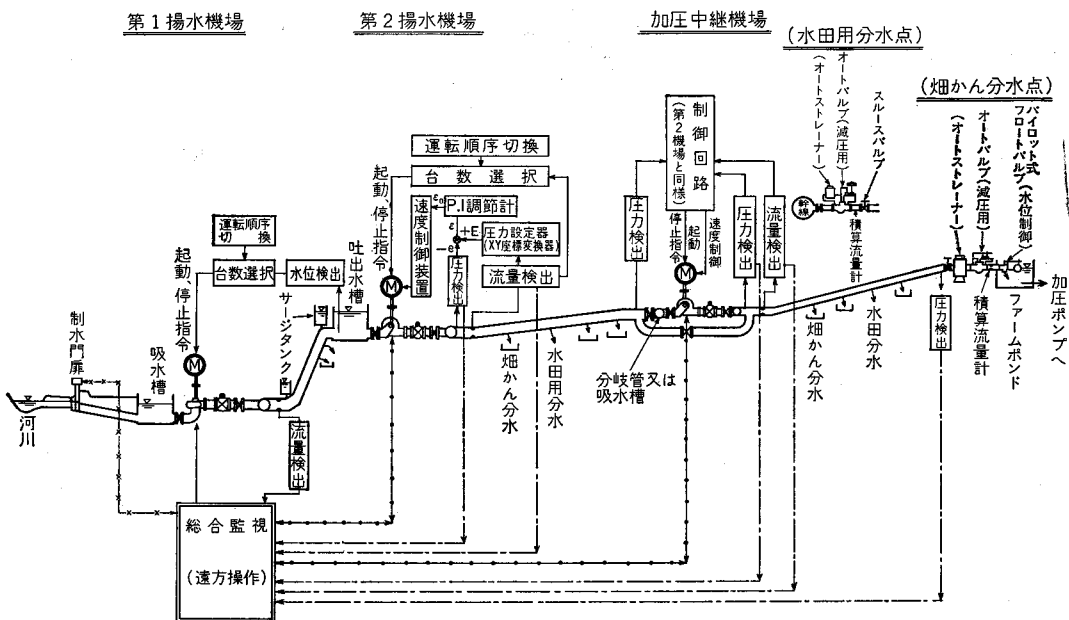 第1揚水機場
第2揚水機場
加圧中継機場
(水田用分水点)
(畑かん分水点)
運転順序
切換
台数選択
水位検出
起動、停止指令
制水門扉
吸水槽
河川
M
サージタンク
吐出水槽
流量検出
運転順序切換
台数選択
起動、停止指令
速度制御装置
ε₀
P.I調節計
ε
+E
-e
圧力設定器
(XY座標変換器)
圧力検出
流量検出
M
畑かん分水
水田用分水
制御回路
(第2機場と同様)
圧力検出
停止指令
起動
速度制御
M
圧力検出
流量検出
分岐管又は
吸水槽
(オートストレーナー)
オートバルブ(減圧用)
スルースバルブ
幹線
積算流量計
畑かん分水
水田分水
(オートストレーナー)
オートバルブ(減圧用)
パイロット式
フロートバルブ(水位制御)
圧力検出
積算流量計
ファームポンド
加圧ポンプへ
総合監視
(遠方操作)